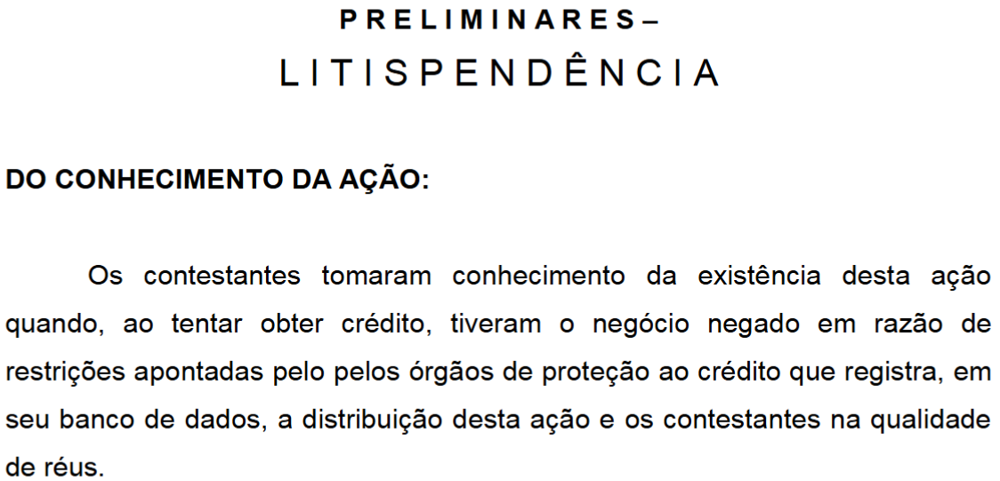 PRELIMINARES –
LITISPENDÊNCIA
DO CONHECIMENTO DA AÇÃO:
Os contestantes tomaram conhecimento da existência desta ação
quando, ao tentar obter crédito, tiveram o negócio negado em razão de
restrições apontadas pelo pelos órgãos de proteção ao crédito que registra, em
seu banco de dados, a distribuição desta ação e os contestantes na qualidade
de réus.